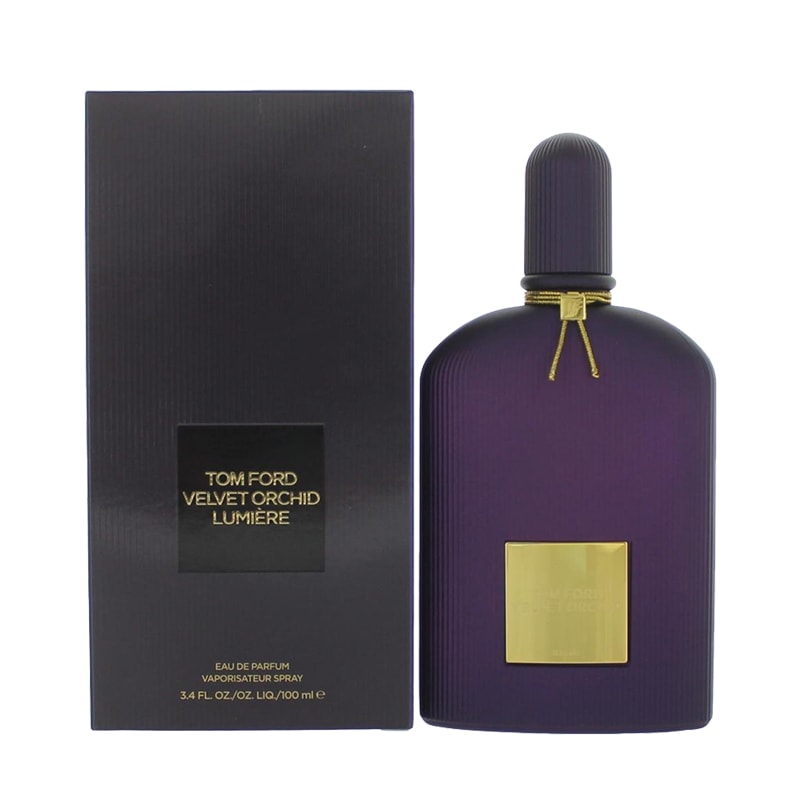 TOM FORD
VELVET ORCHID
LUMIÈRE
EAU DE PARFUM
VAPORISATEUR SPRAY
3.4 FL. OZ./OZ. LIQ./100 ml ℮
TOM FORD
VELVET ORCHID